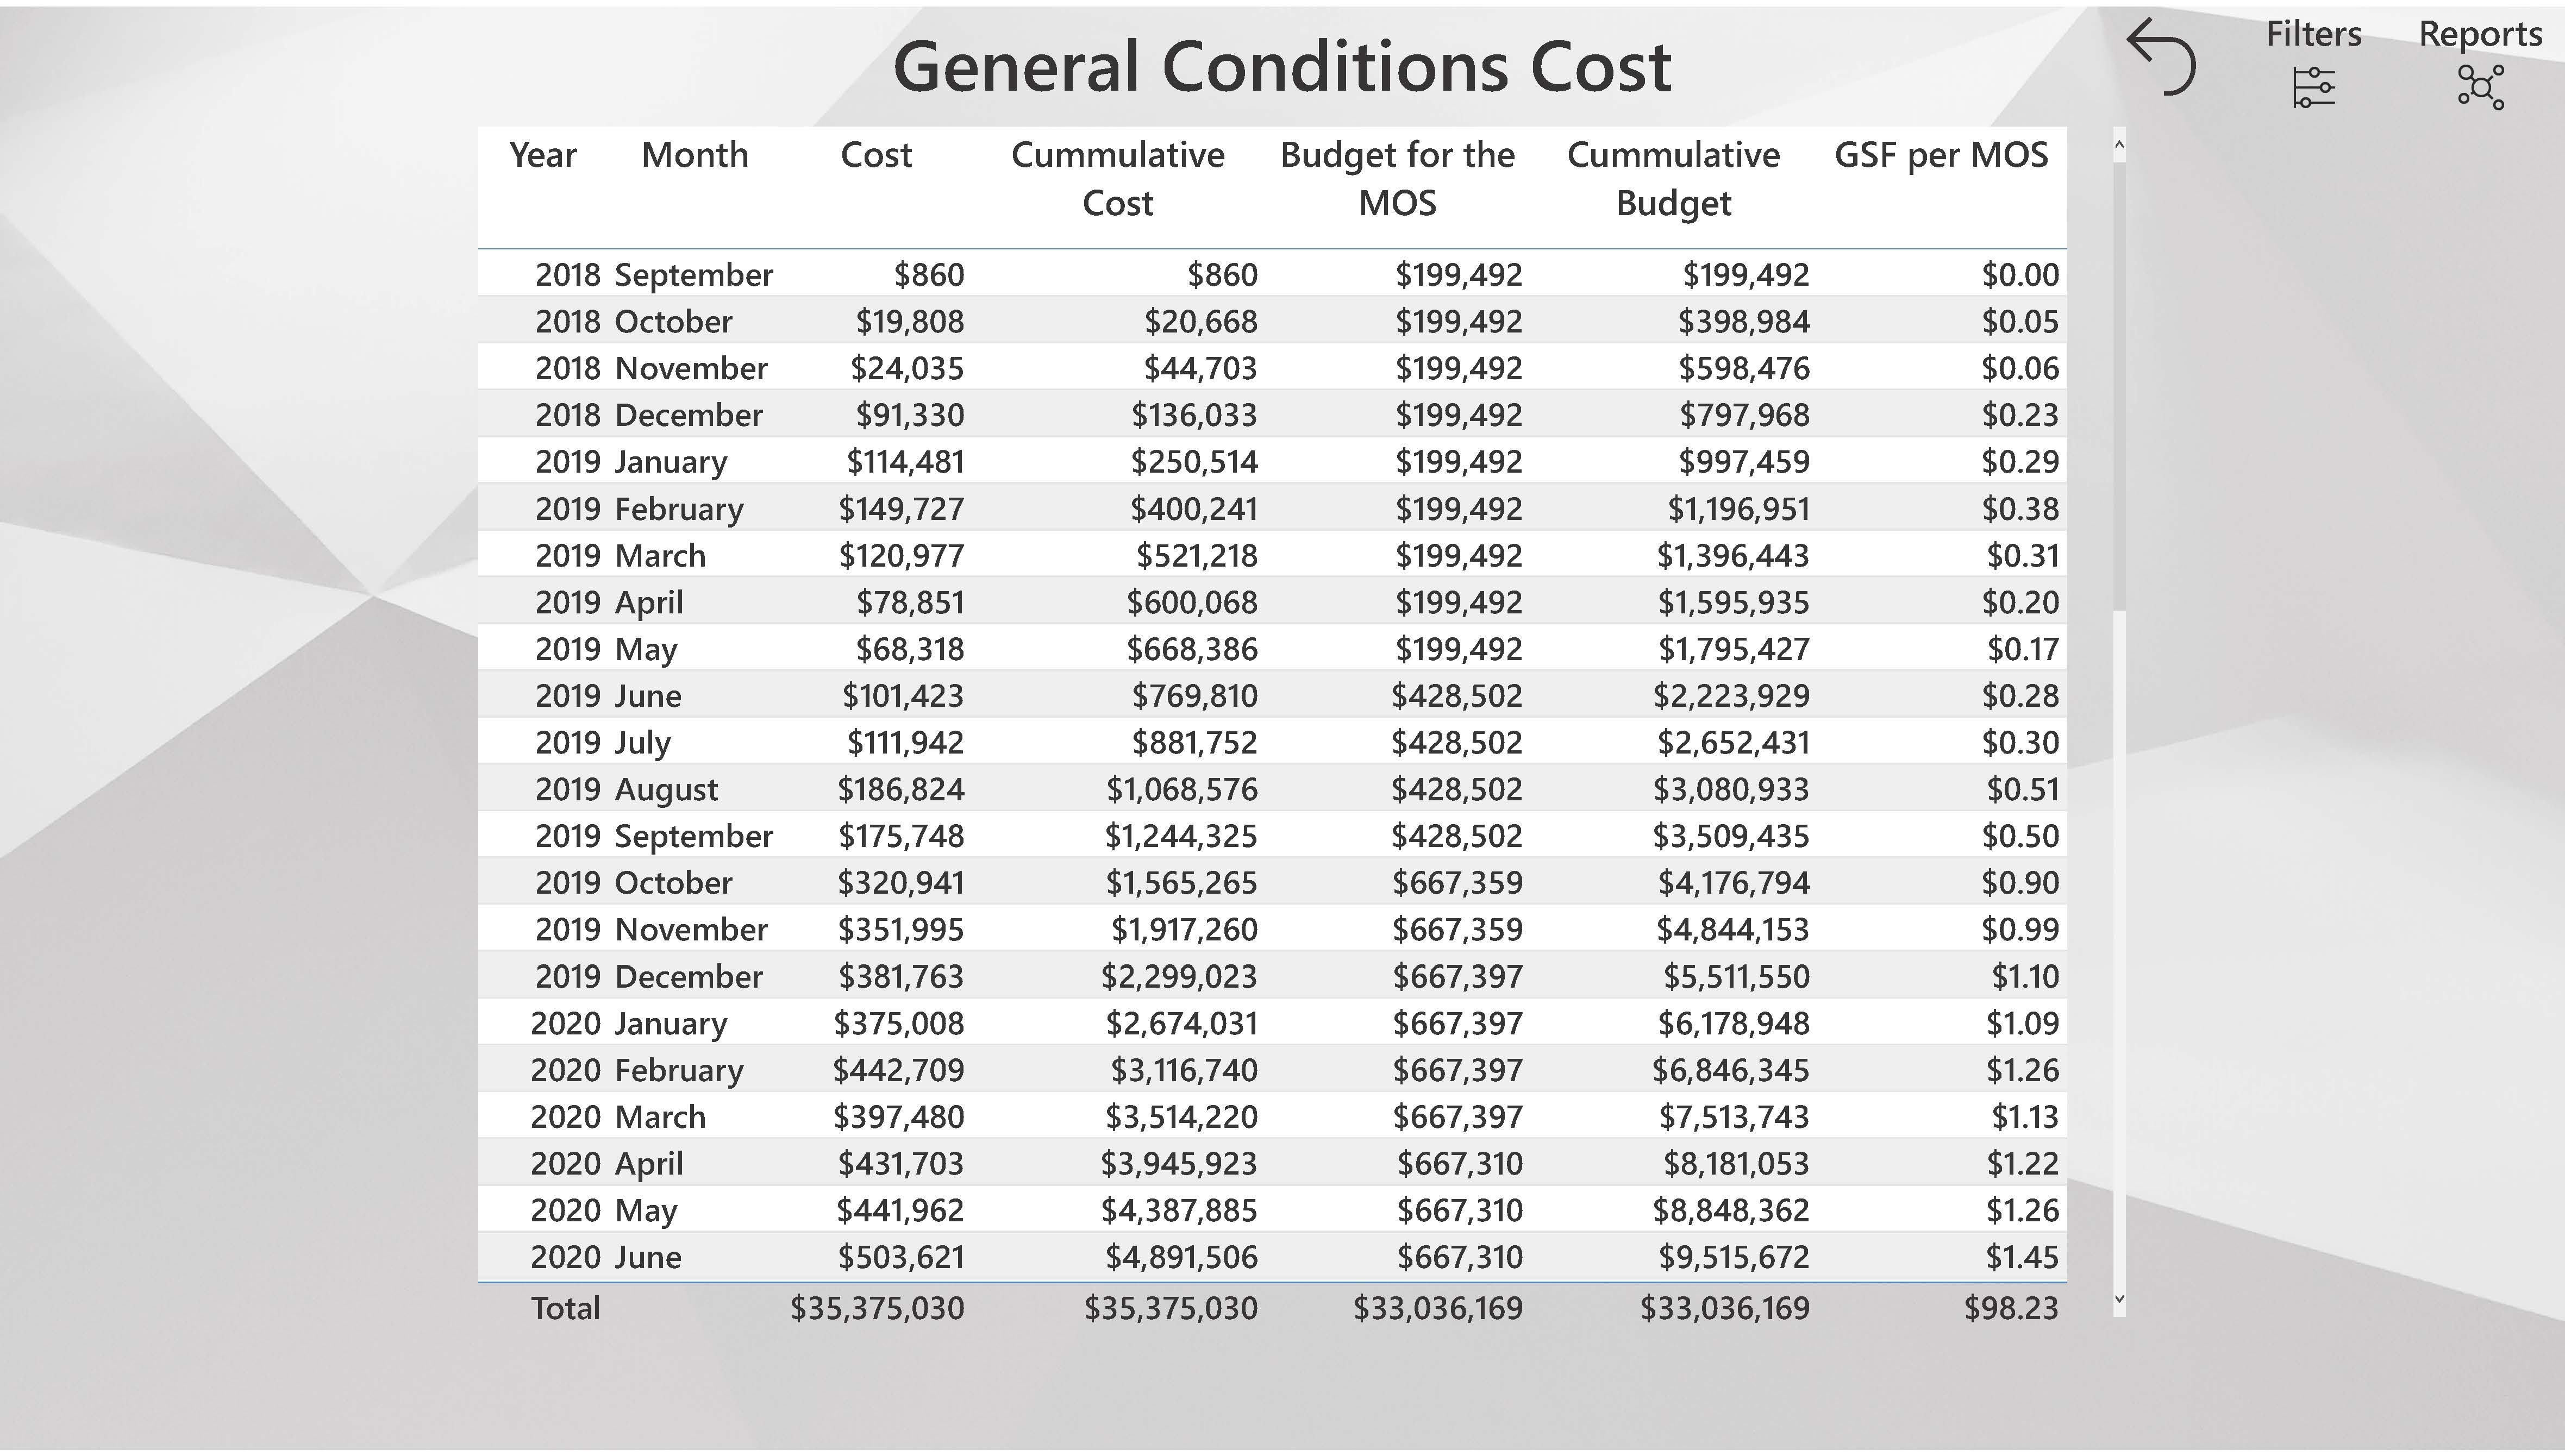 General Conditions Cost
Filters Reports
Year Month Cost Cummulative Cost Budget for the MOS Cummulative Budget GSF per MOS
2018 September $860 $860 $199,492 $199,492 $0.00
2018 October $19,808 $20,668 $199,492 $398,984 $0.05
2018 November $24,035 $44,703 $199,492 $598,476 $0.06
2018 December $91,330 $136,033 $199,492 $797,968 $0.23
2019 January $114,481 $250,514 $199,492 $997,459 $0.29
2019 February $149,727 $400,241 $199,492 $1,196,951 $0.38
2019 March $120,977 $521,218 $199,492 $1,396,443 $0.31
2019 April $78,851 $600,068 $199,492 $1,595,935 $0.20
2019 May $68,318 $668,386 $199,492 $1,795,427 $0.17
2019 June $101,423 $769,810 $428,502 $2,223,929 $0.28
2019 July $111,942 $881,752 $428,502 $2,652,431 $0.30
2019 August $186,824 $1,068,576 $428,502 $3,080,933 $0.51
2019 September $175,748 $1,244,325 $428,502 $3,509,435 $0.50
2019 October $320,941 $1,565,265 $667,359 $4,176,794 $0.90
2019 November $351,995 $1,917,260 $667,359 $4,844,153 $0.99
2019 December $381,763 $2,299,023 $667,397 $5,511,550 $1.10
2020 January $375,008 $2,674,031 $667,397 $6,178,948 $1.09
2020 February $442,709 $3,116,740 $667,397 $6,846,345 $1.26
2020 March $397,480 $3,514,220 $667,397 $7,513,743 $1.13
2020 April $431,703 $3,945,923 $667,310 $8,181,053 $1.22
2020 May $441,962 $4,387,885 $667,310 $8,848,362 $1.26
2020 June $503,621 $4,891,506 $667,310 $9,515,672 $1.45
Total $35,375,030 $35,375,030 $33,036,169 $33,036,169 $98.23